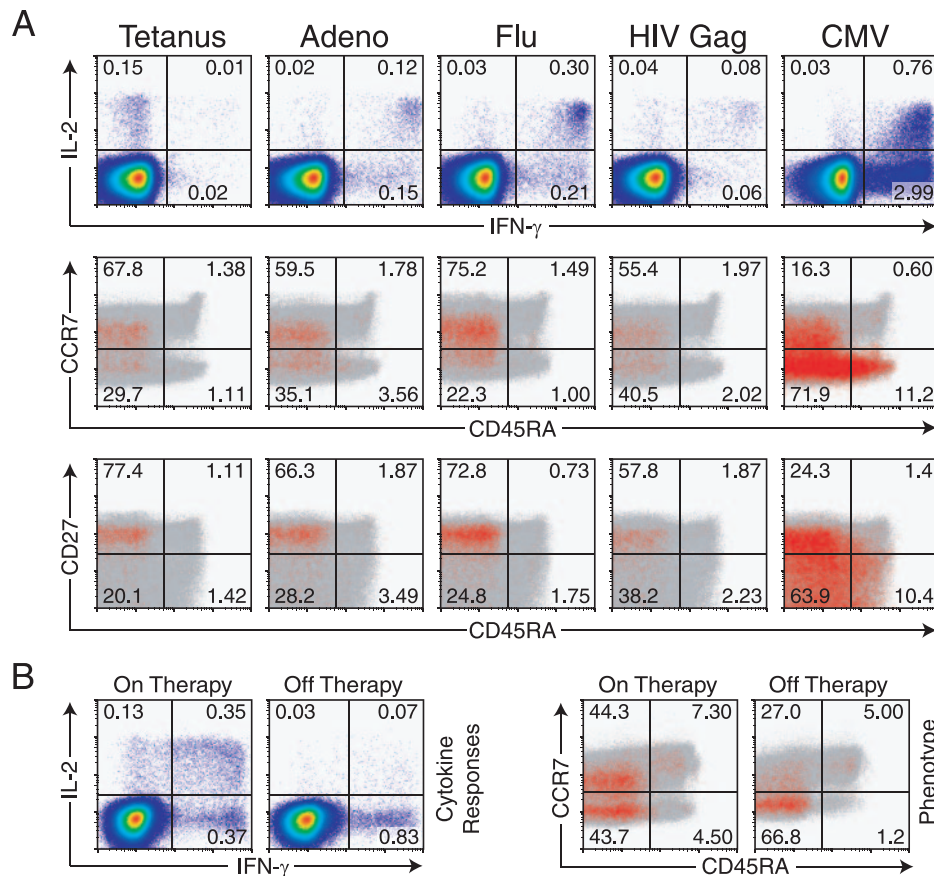 A
Tetanus Adeno Flu HIV Gag CMV
0.15 0.01 0.02 0.12 0.03 0.30 0.04 0.08 0.03 0.76
IL-2
0.02 0.15 0.21 0.06 2.99
IFN-γ
67.8 1.38 59.5 1.78 75.2 1.49 55.4 1.97 16.3 0.60
CCR7
29.7 1.11 35.1 3.56 22.3 1.00 40.5 2.02 71.9 11.2
CD45RA
77.4 1.11 66.3 1.87 72.8 0.73 57.8 1.87 24.3 1.4
CD27
20.1 1.42 28.2 3.49 24.8 1.75 38.2 2.23 63.9 10.4
CD45RA
B
On Therapy Off Therapy
0.13 0.35 0.03 0.07
IL-2
0.37 0.83
IFN-γ
Cytokine
Responses
On Therapy Off Therapy
44.3 7.30 27.0 5.00
CCR7
43.7 4.50 66.8 1.2
CD45RA
Phenotype